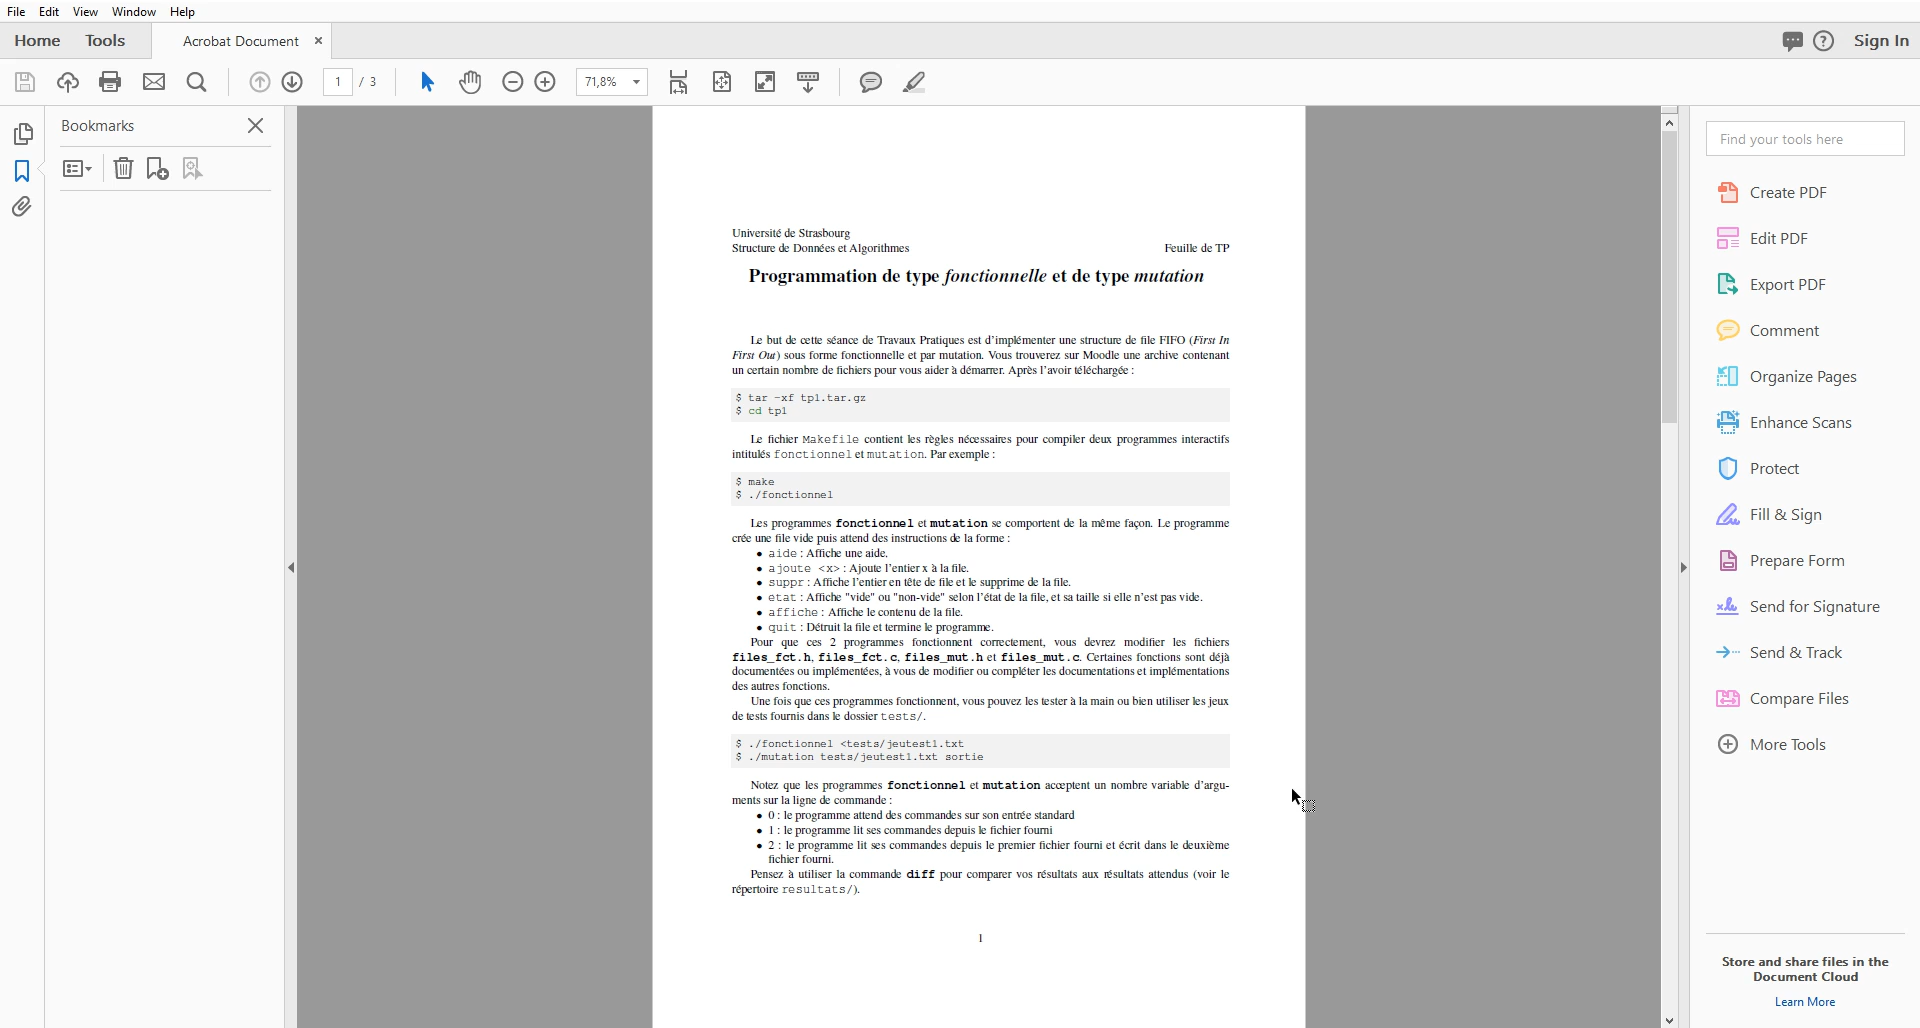 File Edit View Window Help
Home Tools Acrobat Document × Sign In
1 / 3 71,8%
Bookmarks
Université de Strasbourg
Structure de Données et Algorithmes Feuille de TP
Programmation de type fonctionnelle et de type mutation
Le but de cette séance de Travaux Pratiques est d'implémenter une structure de file FIFO (First In
First Out) sous forme fonctionnelle et par mutation. Vous trouverez sur Moodle une archive contenant
un certain nombre de fichiers pour vous aider à démarrer. Après l'avoir téléchargée :
$ tar -xf tp1.tar.gz
$ cd tp1
Le fichier Makefile contient les règles nécessaires pour compiler deux programmes interactifs
intitulés fonctionnel et mutation. Par exemple :
$ make
$ ./fonctionnel
Les programmes fonctionnel et mutation se comportent de la même façon. Le programme
crée une file vide puis attend des instructions de la forme :
• aide : Affiche une aide.
• ajoute <x> : Ajoute l'entier x à la file.
• suppr : Affiche l'entier en tête de file et le supprime de la file.
• etat : Affiche "vide" ou "non-vide" selon l'état de la file, et sa taille si elle n'est pas vide.
• affiche : Affiche le contenu de la file.
• quit : Détruit la file et termine le programme.
Pour que ces 2 programmes fonctionnent correctement, vous devrez modifier les fichiers
files_fct.h, files_fct.c, files_mut.h et files_mut.c. Certaines fonctions sont déjà
documentées ou implémentées, à vous de modifier ou compléter les documentations et implémentations
des autres fonctions.
Une fois que ces programmes fonctionnent, vous pouvez les tester à la main ou bien utiliser les jeux
de tests fournis dans le dossier tests/.
$ ./fonctionnel <tests/jeutest1.txt
$ ./mutation tests/jeutest1.txt sortie
Notez que les programmes fonctionnel et mutation acceptent un nombre variable d'argu-
ments sur la ligne de commande :
• 0 : le programme attend des commandes sur son entrée standard
• 1 : le programme lit ses commandes depuis le fichier fourni
• 2 : le programme lit ses commandes depuis le premier fichier fourni et écrit dans le deuxième
fichier fourni.
Pensez à utiliser la commande diff pour comparer vos résultats aux résultats attendus (voir le
répertoire resultats/).
1
Find your tools here
Create PDF
Edit PDF
Export PDF
Comment
Organize Pages
Enhance Scans
Protect
Fill & Sign
Prepare Form
Send for Signature
Send & Track
Compare Files
More Tools
Store and share files in the
Document Cloud
Learn More